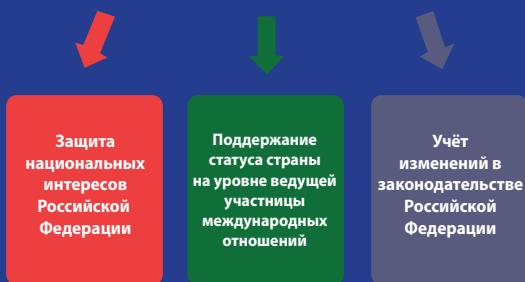 Защита
национальных
интересов
Российской
Федерации
Поддержание
статуса страны
на уровне ведущей
участницы
международных
отношений
Учёт
изменений в
законодательстве
Российской
Федерации